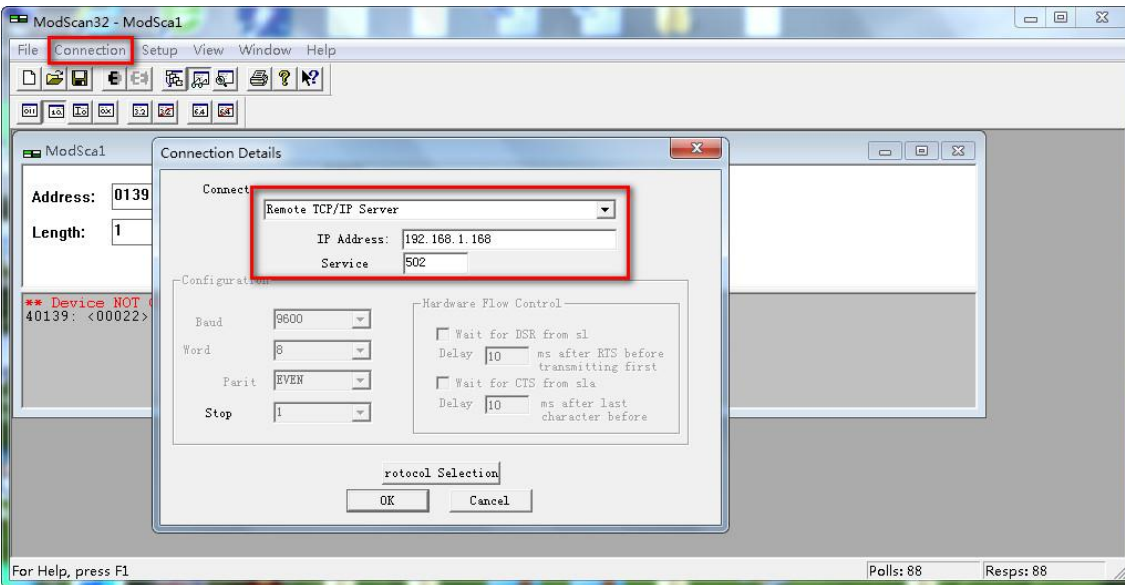 ModScan32 - ModSca1
File Connection Setup View Window Help
ModSca1
Address: 0139
Length: 1
** Device NOT
40139: <00022>
Connection Details
Connect
Remote TCP/IP Server
IP Address: 192.168.1.168
Service 502
Configuration
Baud 9600
Word 8
Parit EVEN
Stop 1
Hardware Flow Control
Wait for DSR from sl
Delay 10 ms after RTS before
transmitting first
Wait for CTS from sla
Delay 10 ms after last
character before
rotocol Selection
OK Cancel
For Help, press F1
Polls: 88 Resps: 88